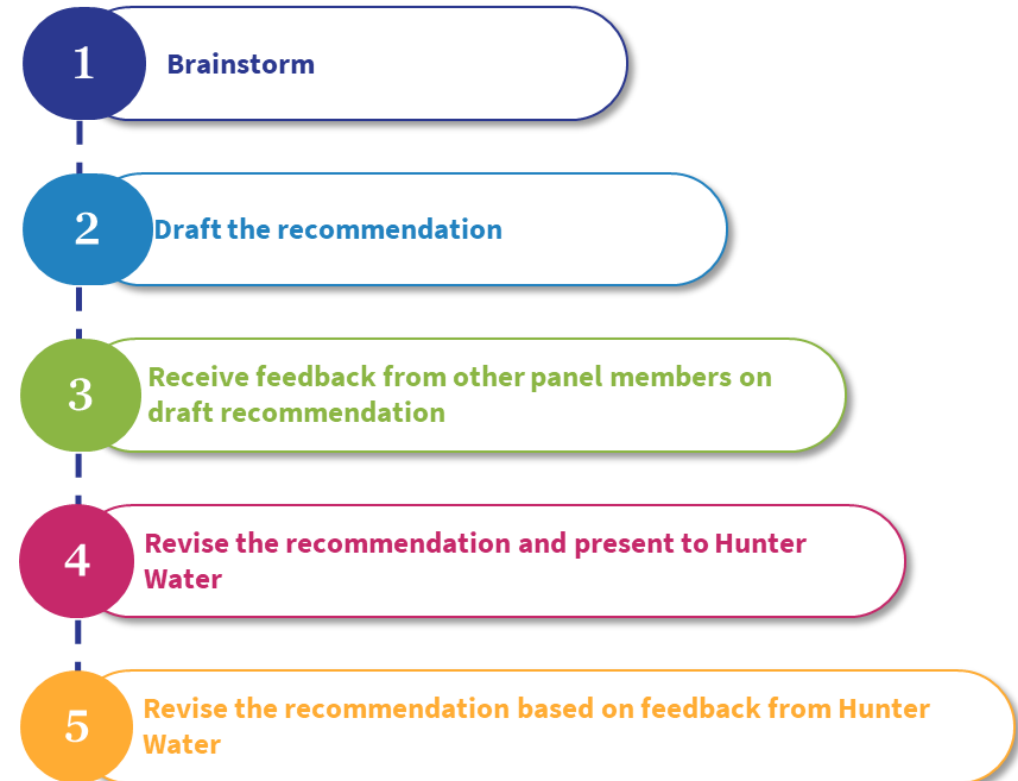 1
Brainstorm
2
Draft the recommendation
3
Receive feedback from other panel members on
draft recommendation
4
Revise the recommendation and present to Hunter
Water
5
Revise the recommendation based on feedback from Hunter
Water